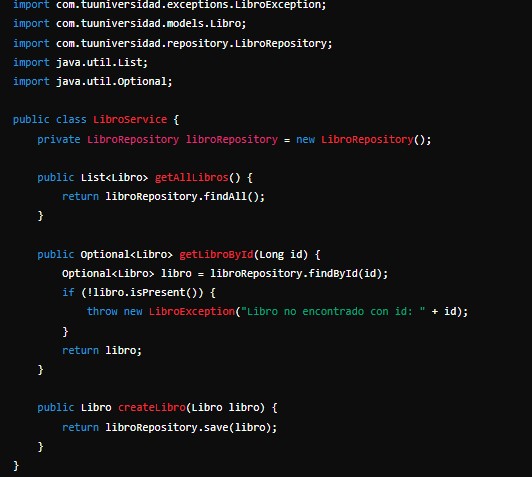 import com.tuuniversidad.exceptions.LibroException;
import com.tuuniversidad.models.Libro;
import com.tuuniversidad.repository.LibroRepository;
import java.util.List;
import java.util.Optional;

public class LibroService {
    private LibroRepository libroRepository = new LibroRepository();

    public List<Libro> getAllLibros() {
        return libroRepository.findAll();
    }

    public Optional<Libro> getLibroById(Long id) {
        Optional<Libro> libro = libroRepository.findById(id);
        if (!libro.isPresent()) {
            throw new LibroException("Libro no encontrado con id: " + id);
        }
        return libro;
    }

    public Libro createLibro(Libro libro) {
        return libroRepository.save(libro);
    }
}